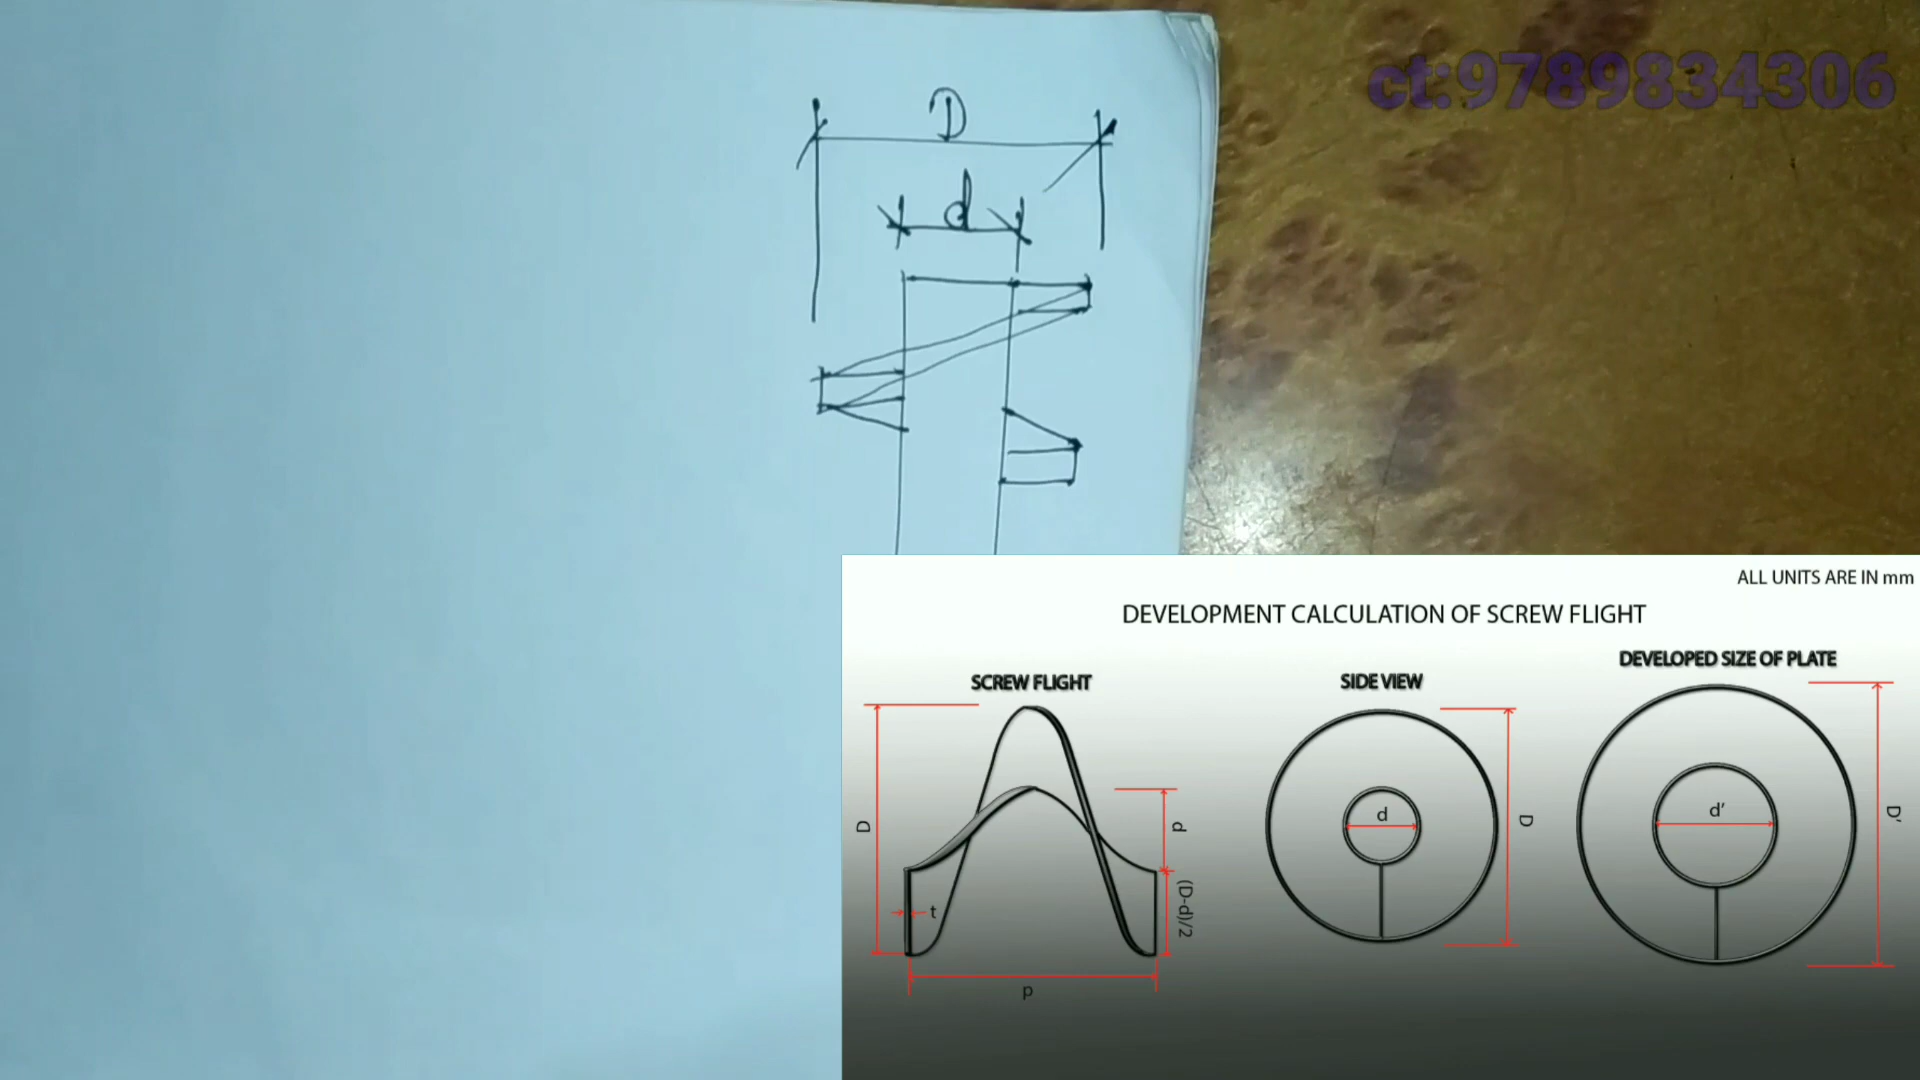 ct:9789834306
D
d
ALL UNITS ARE IN mm
DEVELOPMENT CALCULATION OF SCREW FLIGHT
SCREW FLIGHT
SIDE VIEW
DEVELOPED SIZE OF PLATE
D
d
(D-d)/2
t
p
d
D
d'
D'